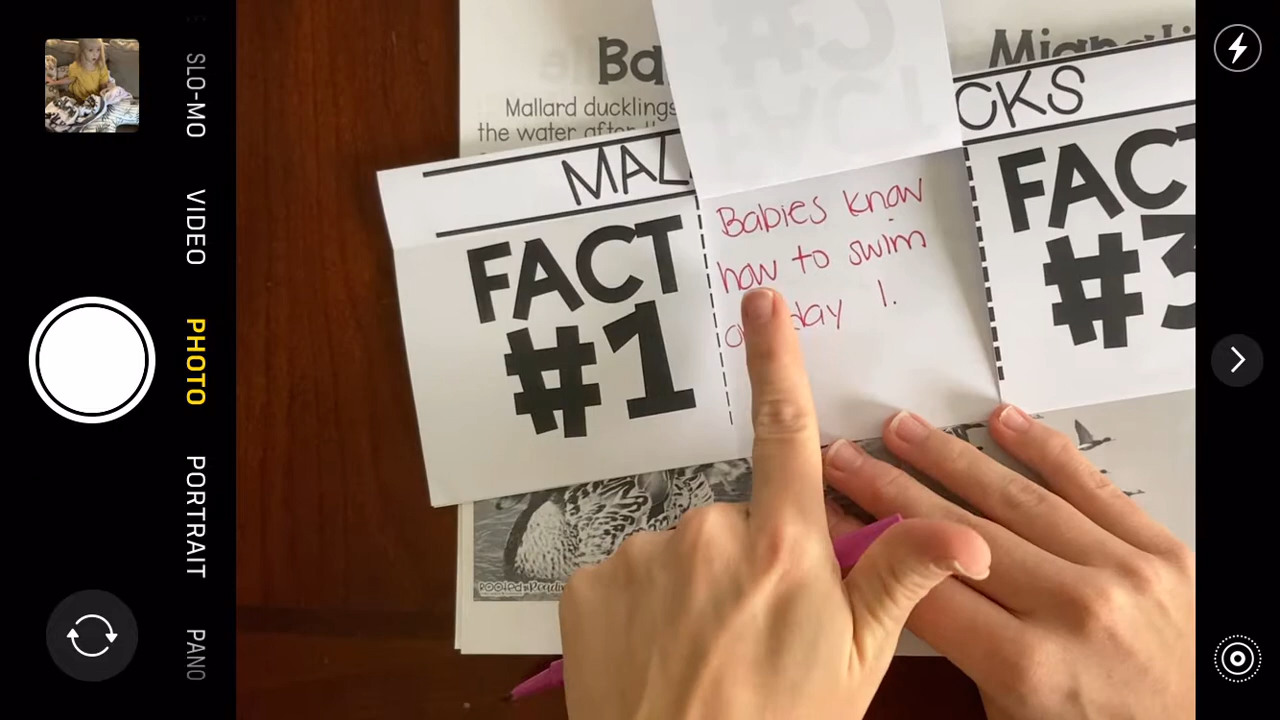 SLO-MO
VIDEO
PHOTO
PORTRAIT
PANO
Ba
Mallard ducklings
the water after
MAL
CKS
FACT
#1
Babies know
how to swim
day 1.
FACT
#3